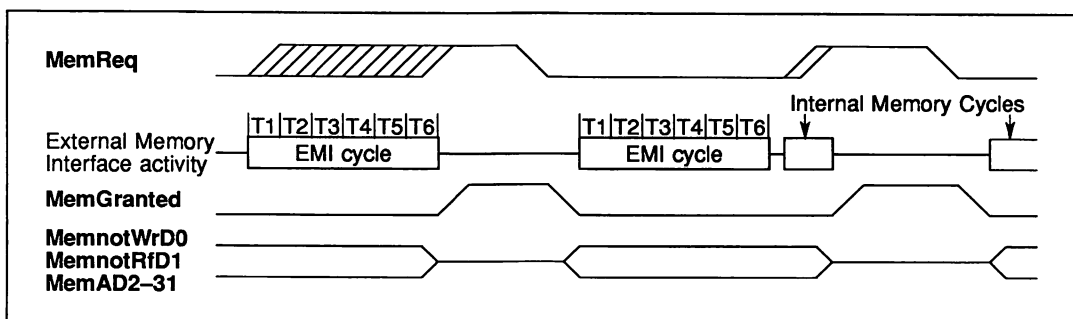 MemReq
Internal Memory Cycles
T1 T2 T3 T4 T5 T6
T1 T2 T3 T4 T5 T6
External Memory
Interface activity
EMI cycle
EMI cycle
MemGranted
MemnotWrD0
MemnotRfD1
MemAD2–31